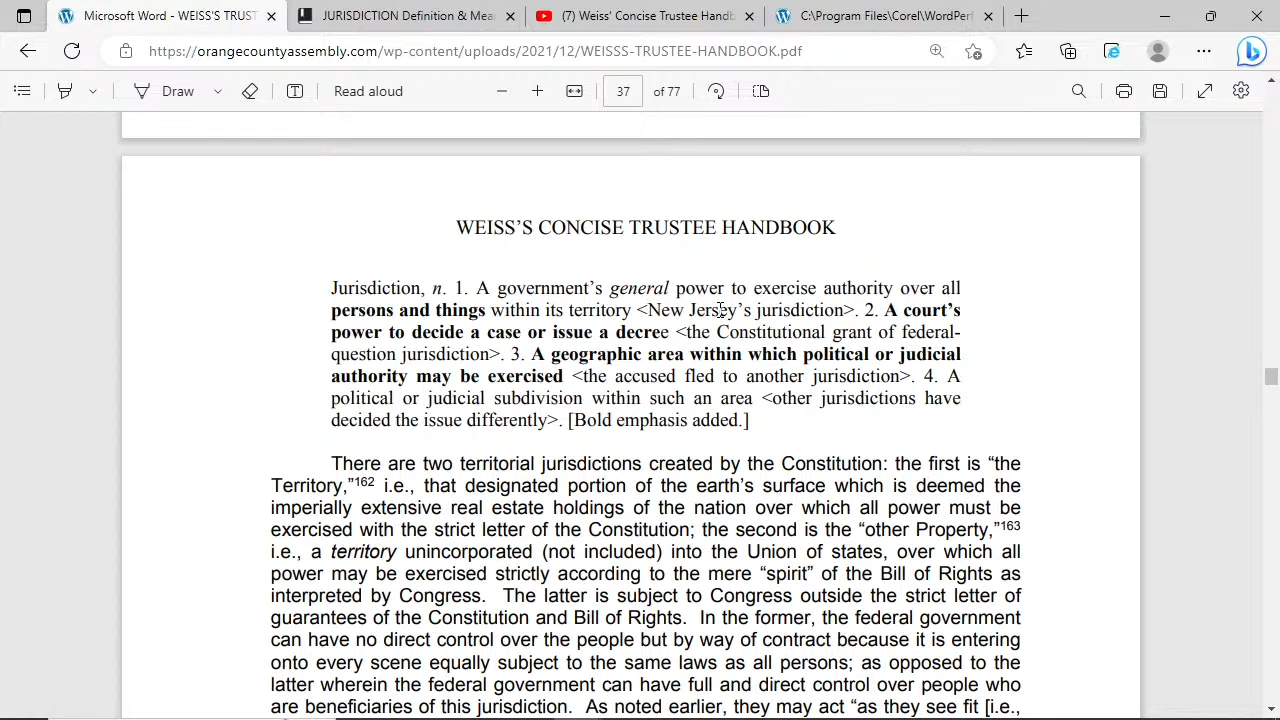 Microsoft Word - WEISS'S TRUST
JURISDICTION Definition & Mea
(7) Weiss' Concise Trustee Handb
C:\Program Files\Corel\WordPerf
https://orangecountyassembly.com/wp-content/uploads/2021/12/WEISSS-TRUSTEE-HANDBOOK.pdf
Draw
Read aloud
37 of 77
WEISS'S CONCISE TRUSTEE HANDBOOK
Jurisdiction, n. 1. A government's general power to exercise authority over all
persons and things within its territory <New Jersey's jurisdiction>. 2. A court's
power to decide a case or issue a decree <the Constitutional grant of federal-
question jurisdiction>. 3. A geographic area within which political or judicial
authority may be exercised <the accused fled to another jurisdiction>. 4. A
political or judicial subdivision within such an area <other jurisdictions have
decided the issue differently>. [Bold emphasis added.]
There are two territorial jurisdictions created by the Constitution: the first is “the
Territory,”162 i.e., that designated portion of the earth's surface which is deemed the
imperially extensive real estate holdings of the nation over which all power must be
exercised with the strict letter of the Constitution; the second is the “other Property,”163
i.e., a territory unincorporated (not included) into the Union of states, over which all
power may be exercised strictly according to the mere “spirit” of the Bill of Rights as
interpreted by Congress. The latter is subject to Congress outside the strict letter of
guarantees of the Constitution and Bill of Rights. In the former, the federal government
can have no direct control over the people but by way of contract because it is entering
onto every scene equally subject to the same laws as all persons; as opposed to the
latter wherein the federal government can have full and direct control over people who
are beneficiaries of this jurisdiction. As noted earlier, they may act “as they see fit [i.e.,